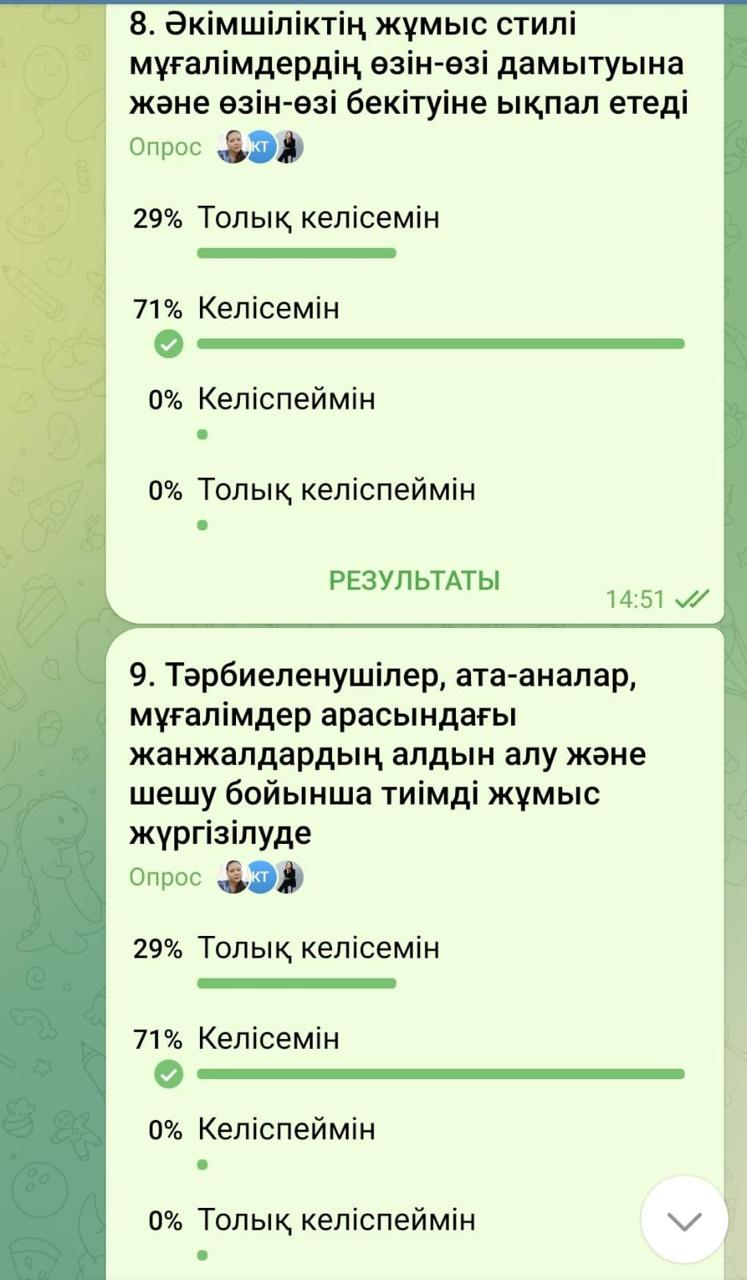 8. Әкімшіліктің жұмыс стилі
мұғалімдердің өзін-өзі дамытуына
және өзін-өзі бекітуіне ықпал етеді
Опрос КТ
29% Толық келісемін
71% Келісемін
0% Келіспеймін
0% Толық келіспеймін
РЕЗУЛЬТАТЫ
14:51
9. Тәрбиеленушілер, ата-аналар,
мұғалімдер арасындағы
жанжалдардың алдын алу және
шешу бойынша тиімді жұмыс
жүргізілуде
Опрос КТ
29% Толық келісемін
71% Келісемін
0% Келіспеймін
0% Толық келіспеймін